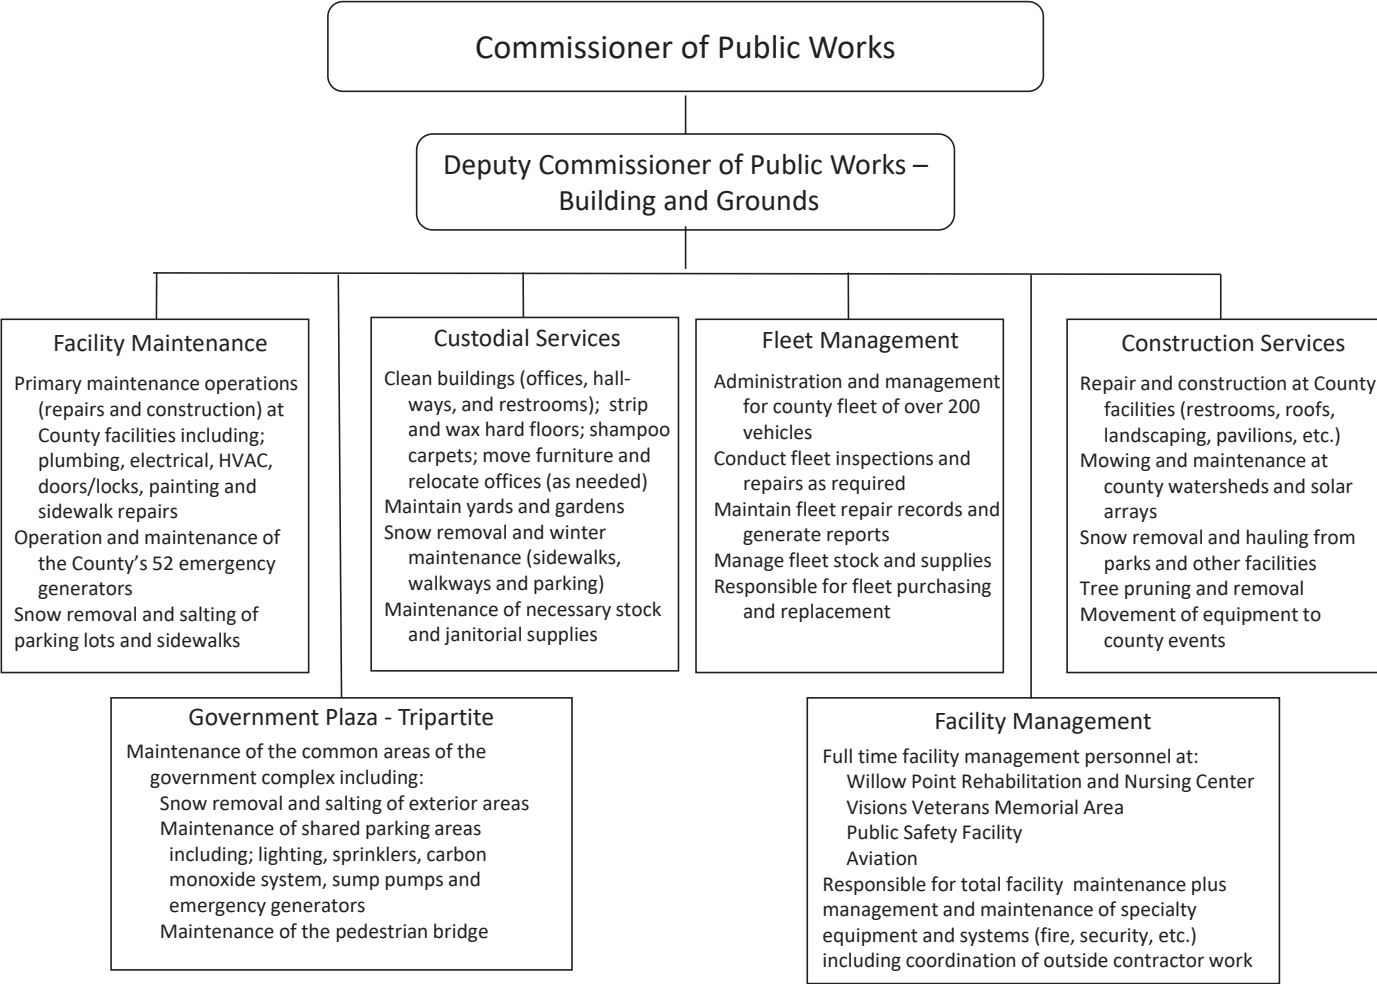 Commissioner of Public Works
Deputy Commissioner of Public Works –
Building and Grounds
Facility Maintenance
Primary maintenance operations
(repairs and construction) at
County facilities including;
plumbing, electrical, HVAC,
doors/locks, painting and
sidewalk repairs
Operation and maintenance of
the County’s 52 emergency
generators
Snow removal and salting of
parking lots and sidewalks
Custodial Services
Clean buildings (offices, hall-
ways, and restrooms); strip
and wax hard floors; shampoo
carpets; move furniture and
relocate offices (as needed)
Maintain yards and gardens
Snow removal and winter
maintenance (sidewalks,
walkways and parking)
Maintenance of necessary stock
and janitorial supplies
Fleet Management
Administration and management
for county fleet of over 200
vehicles
Conduct fleet inspections and
repairs as required
Maintain fleet repair records and
generate reports
Manage fleet stock and supplies
Responsible for fleet purchasing
and replacement
Construction Services
Repair and construction at County
facilities (restrooms, roofs,
landscaping, pavilions, etc.)
Mowing and maintenance at
county watersheds and solar
arrays
Snow removal and hauling from
parks and other facilities
Tree pruning and removal
Movement of equipment to
county events
Government Plaza - Tripartite
Maintenance of the common areas of the
government complex including:
Snow removal and salting of exterior areas
Maintenance of shared parking areas
including; lighting, sprinklers, carbon
monoxide system, sump pumps and
emergency generators
Maintenance of the pedestrian bridge
Facility Management
Full time facility management personnel at:
Willow Point Rehabilitation and Nursing Center
Visions Veterans Memorial Area
Public Safety Facility
Aviation
Responsible for total facility maintenance plus
management and maintenance of specialty
equipment and systems (fire, security, etc.)
including coordination of outside contractor work